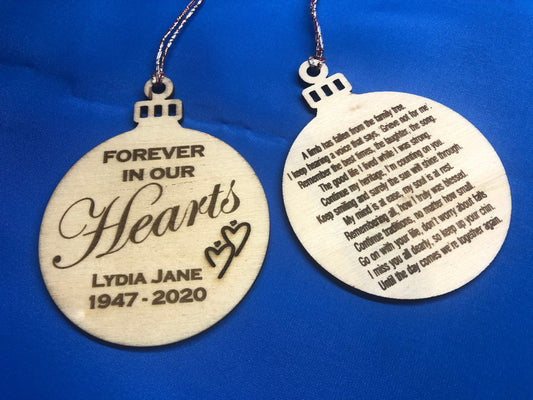 FOREVER
IN OUR
Hearts
LYDIA JANE
1947 - 2020
A limb has fallen from the family tree.
I keep hearing a voice that says, 'Grieve not for me'.
Remember the best times, the laughter, the song.
The good life I lived while I was strong.
Continue my heritage, I'm counting on you.
Keep smiling and surely the sun will shine through.
My mind is at ease, my soul is at rest.
Remembering all, how I truly was blessed.
Continue traditions, no matter how small.
Go on with your life, don't worry about falls
I miss you all dearly, so keep up your chin.
Until the day comes we're together again.